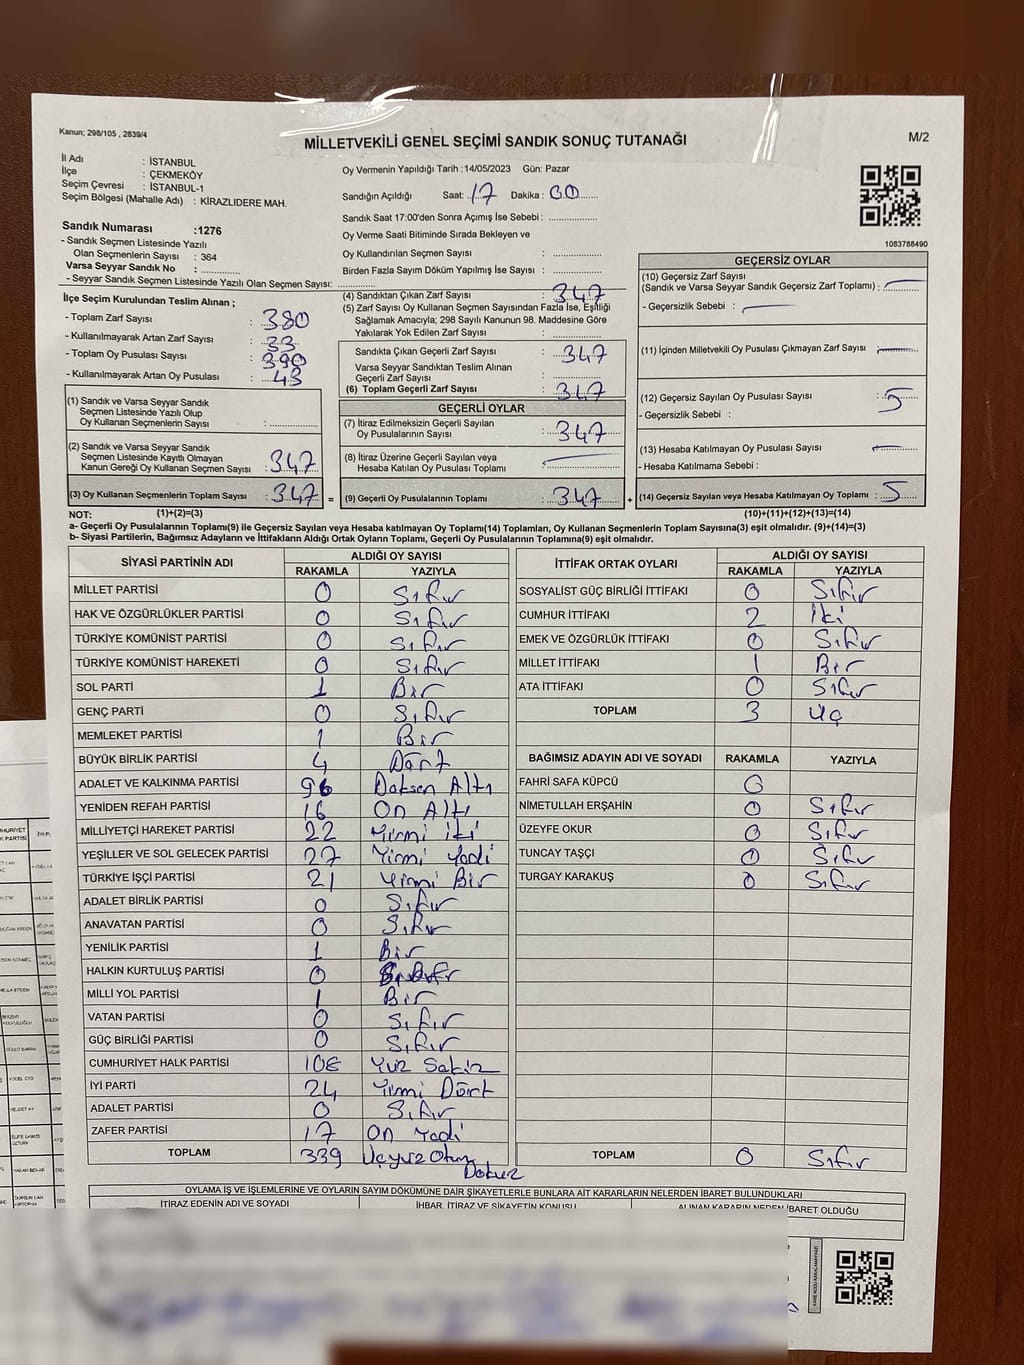 Kanun; 298/105 , 2839/4
MİLLETVEKİLİ GENEL SEÇİMİ SANDIK SONUÇ TUTANAĞI
M/2
İl Adı : İSTANBUL
İlçe : ÇEKMEKÖY
Seçim Çevresi : İSTANBUL-1
Seçim Bölgesi (Mahalle Adı) : KİRAZLIDERE MAH.
Sandık Numarası :1276
- Sandık Seçmen Listesinde Yazılı
Olan Seçmenlerin Sayısı : 364
Varsa Seyyar Sandık No : ..............
- Seyyar Sandık Seçmen Listesinde Yazılı Olan Seçmen Sayısı: ..............
İlçe Seçim Kurulundan Teslim Alınan ;
- Toplam Zarf Sayısı : 380
- Kullanılmayarak Artan Zarf Sayısı : 33
- Toplam Oy Pusulası Sayısı : 390
- Kullanılmayarak Artan Oy Pusulası : 43
(1) Sandık ve Varsa Seyyar Sandık
Seçmen Listesinde Yazılı Olup
Oy Kullanan Seçmenlerin Sayısı : ..............
(2) Sandık ve Varsa Seyyar Sandık
Seçmen Listesinde Kayıtlı Olmayan
Kanun Gereği Oy Kullanan Seçmen Sayısı : 347
(3) Oy Kullanan Seçmenlerin Toplam Sayısı : 347 =
Oy Vermenin Yapıldığı Tarih :14/05/2023 Gün: Pazar
Sandığın Açıldığı Saat: 17 Dakika : 00
Sandık Saat 17:00'den Sonra Açımış İse Sebebi : ..............
Oy Verme Saati Bitiminde Sırada Bekleyen ve
Oy Kullandırılan Seçmen Sayısı : ..............
Birden Fazla Sayım Döküm Yapılmış İse Sayısı : ..............
(4) Sandıktan Çıkan Zarf Sayısı : 347
(5) Zarf Sayısı Oy Kullanan Seçmen Sayısından Fazla İse, Eşitliği
Sağlamak Amacıyla; 298 Sayılı Kanunun 98. Maddesine Göre
Yakılarak Yok Edilen Zarf Sayısı : ..............
Sandıkta Çıkan Geçerli Zarf Sayısı : 347
Varsa Seyyar Sandıktan Teslim Alınan
Geçerli Zarf Sayısı : ..............
(6) Toplam Geçerli Zarf Sayısı : 347
GEÇERLİ OYLAR
(7) İtiraz Edilmeksizin Geçerli Sayılan
Oy Pusulalarının Sayısı : 347
(8) İtiraz Üzerine Geçerli Sayılan veya
Hesaba Katılan Oy Pusulası Toplamı :
(9) Geçerli Oy Pusulalarının Toplamı : 347 +
1083768490
GEÇERSİZ OYLAR
(10) Geçersiz Zarf Sayısı
(Sandık ve Varsa Seyyar Sandık Geçersiz Zarf Toplamı) :
- Geçersizlik Sebebi :
(11) İçinden Milletvekili Oy Pusulası Çıkmayan Zarf Sayısı :
(12) Geçersiz Sayılan Oy Pusulası Sayısı : 5
- Geçersizlik Sebebi :
(13) Hesaba Katılmayan Oy Pusulası Sayısı :
- Hesaba Katılmama Sebebi :
(14) Geçersiz Sayılan veya Hesaba Katılmayan Oy Toplamı : 5
NOT: (1)+(2)=(3) (10)+(11)+(12)+(13)=(14)
a- Geçerli Oy Pusulalarının Toplamı(9) ile Geçersiz Sayılan veya Hesaba katılmayan Oy Toplamı(14) Toplamları, Oy Kullanan Seçmenlerin Toplam Sayısına(3) eşit olmalıdır. (9)+(14)=(3)
b- Siyasi Partilerin, Bağımsız Adayların ve İttifakların Aldığı Ortak Oyların Toplamı, Geçerli Oy Pusulalarının Toplamına(9) eşit olmalıdır.
SİYASİ PARTİNİN ADI ALDIĞI OY SAYISI
RAKAMLA YAZIYLA
MİLLET PARTİSİ 0 Sıfır
HAK VE ÖZGÜRLÜKLER PARTİSİ 0 Sıfır
TÜRKİYE KOMÜNİST PARTİSİ 0 Sıfır
TÜRKİYE KOMÜNİST HAREKETİ 0 Sıfır
SOL PARTİ 1 Bir
GENÇ PARTİ 0 Sıfır
MEMLEKET PARTİSİ 1 Bir
BÜYÜK BİRLİK PARTİSİ 4 Dört
ADALET VE KALKINMA PARTİSİ 96 Doksen Altı
YENİDEN REFAH PARTİSİ 16 On Altı
MİLLİYETÇİ HAREKET PARTİSİ 22 Yirmi İki
YEŞİLLER VE SOL GELECEK PARTİSİ 27 Yirmi Yedi
TÜRKİYE İŞÇİ PARTİSİ 21 Yirmi Bir
ADALET BİRLİK PARTİSİ 0 Sıfır
ANAVATAN PARTİSİ 0 Sıfır
YENİLİK PARTİSİ 1 Bir
HALKIN KURTULUŞ PARTİSİ 0
MİLLİ YOL PARTİSİ 1 Bir
VATAN PARTİSİ 0 Sıfır
GÜÇ BİRLİĞİ PARTİSİ 0 Sıfır
CUMHURİYET HALK PARTİSİ 108 Yüz Sekiz
İYİ PARTİ 24 Yirmi Dört
ADALET PARTİSİ 0 Sıfır
ZAFER PARTİSİ 17 On Yedi
TOPLAM 339 Üçyüz Otuz
Dokuz
İTTİFAK ORTAK OYLARI ALDIĞI OY SAYISI
RAKAMLA YAZIYLA
SOSYALİST GÜÇ BİRLİĞİ İTTİFAKI 0 Sıfır
CUMHUR İTTİFAKI 2 İki
EMEK VE ÖZGÜRLÜK İTTİFAKI 0 Sıfır
MİLLET İTTİFAKI 1 Bir
ATA İTTİFAKI 0 Sıfır
TOPLAM 3 Üç
BAĞIMSIZ ADAYIN ADI VE SOYADI RAKAMLA YAZIYLA
FAHRİ SAFA KÜPCÜ 0
NİMETULLAH ERŞAHİN 0 Sıfır
ÜZEYFE OKUR 0 Sıfır
TUNCAY TAŞÇI 0 Sıfır
TURGAY KARAKUŞ 0 Sıfır
TOPLAM 0 Sıfır
OYLAMA İŞ VE İŞLEMLERİNE VE OYLARIN SAYIM DÖKÜMÜNE DAİR ŞİKAYETLERLE BUNLARA AİT KARARLARIN NELERDEN İBARET BULUNDUKLARI
İTİRAZ EDENİN ADI VE SOYADI İHBAR, İTİRAZ VE ŞİKAYETİN KONUSU ALINAN KARARIN NEDEN İBARET OLDUĞU